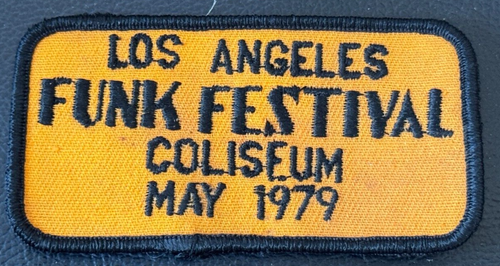 LOS ANGELES
FUNK FESTIVAL
COLISEUM
MAY 1979